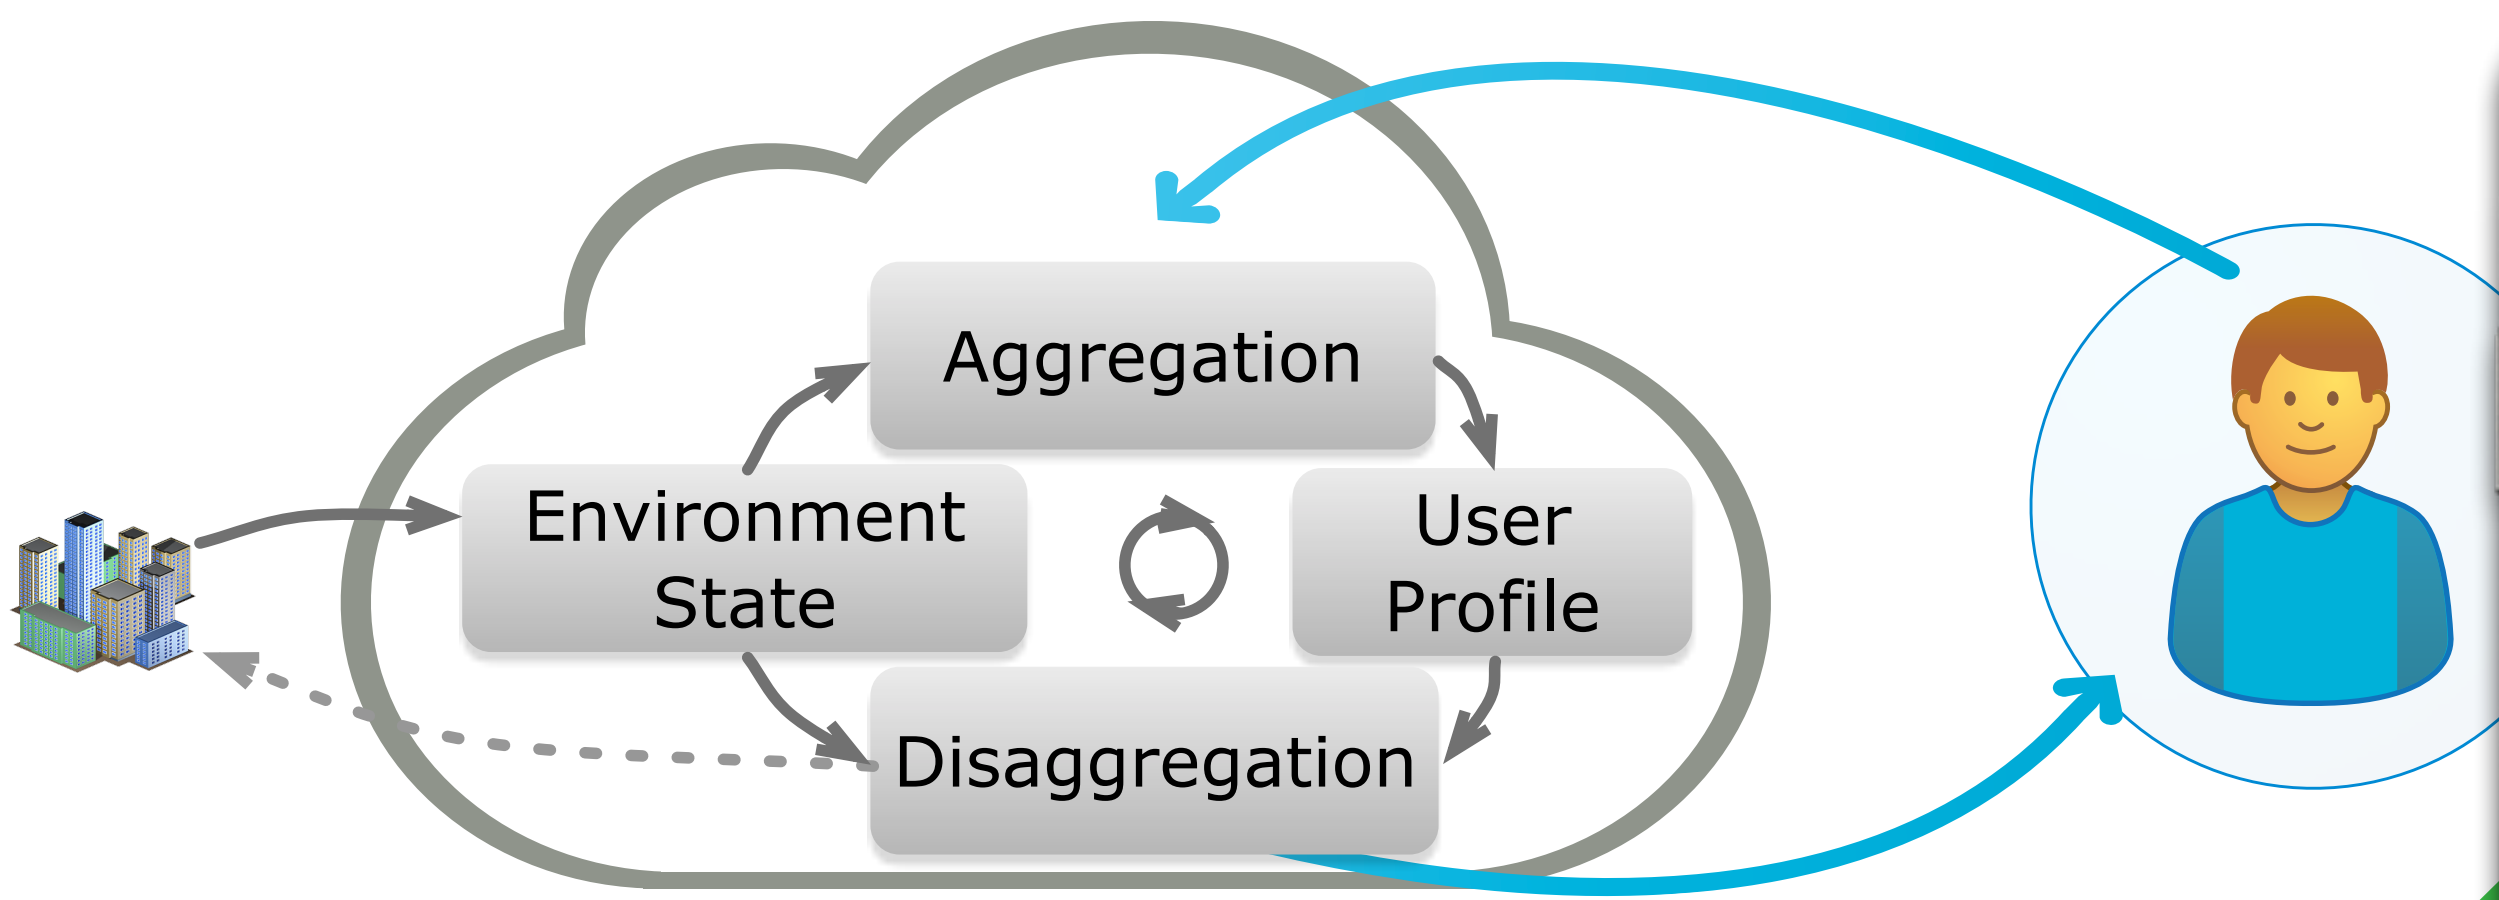 Aggregation
Environment
State
User
Profile
Disaggregation